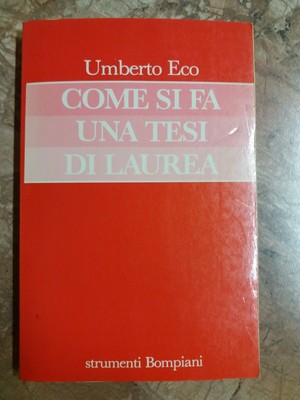 Umberto Eco
COME SI FA
UNA TESI
DI LAUREA
strumenti Bompiani